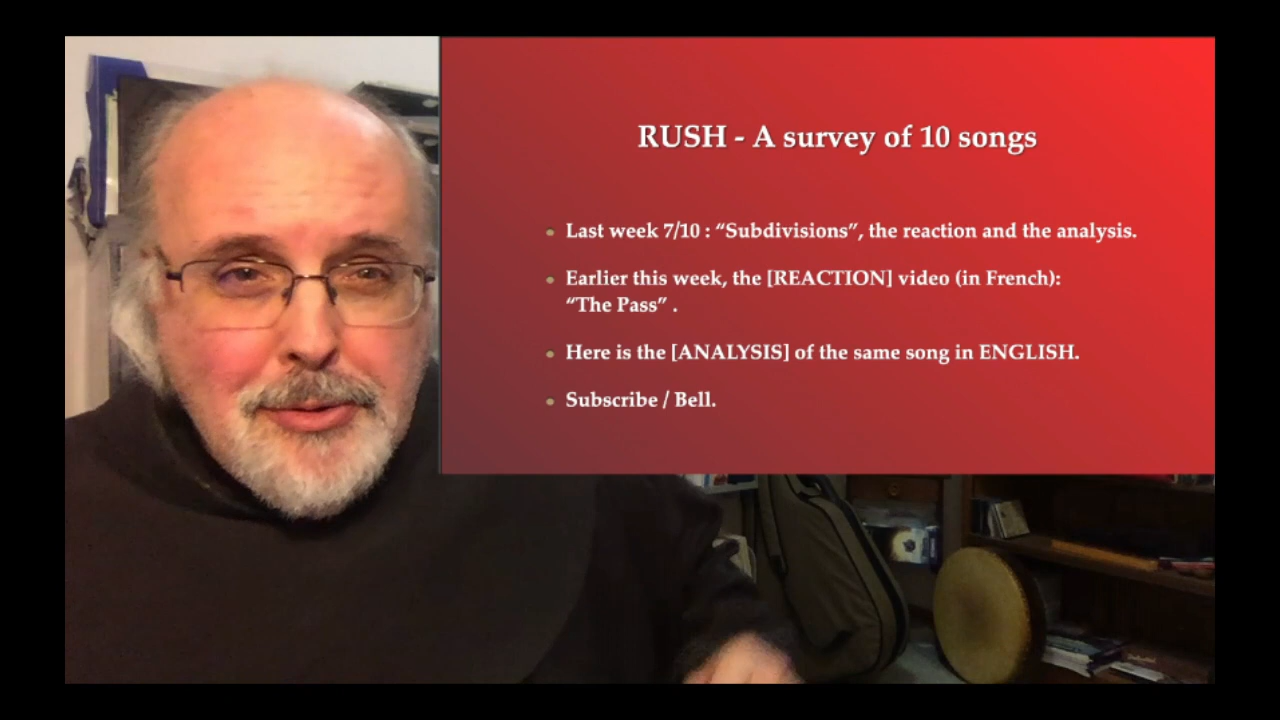 RUSH - A survey of 10 songs
Last week 7/10 : “Subdivisions”, the reaction and the analysis.
Earlier this week, the [REACTION] video (in French):
“The Pass” .
Here is the [ANALYSIS] of the same song in ENGLISH.
Subscribe / Bell.